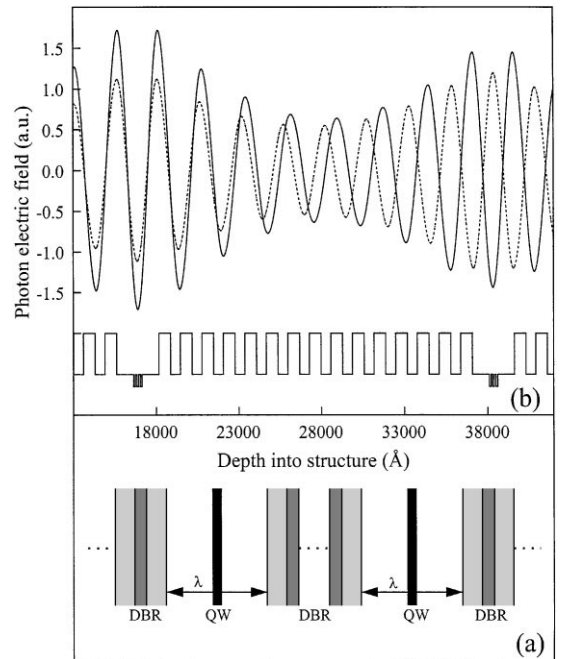 Photon electric field (a.u.)
1.5
1.0
0.5
0.0
-0.5
-1.0
-1.5
(b)
18000 23000 28000 33000 38000
Depth into structure (Å)
λ λ
DBR QW DBR QW DBR
(a)